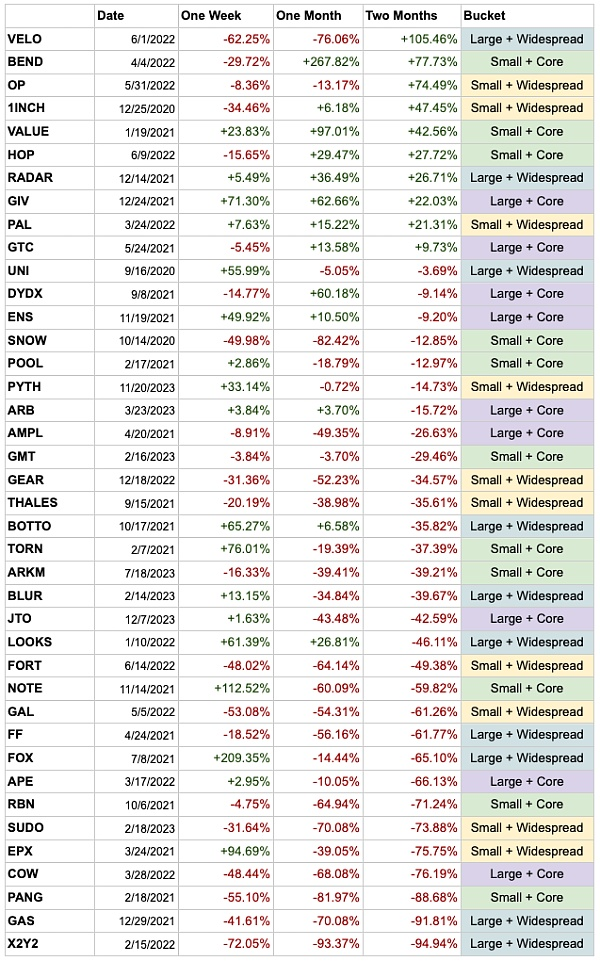 Date One Week One Month Two Months Bucket
VELO 6/1/2022 -62.25% -76.06% +105.46% Large + Widespread
BEND 4/4/2022 -29.72% +267.82% +77.73% Small + Core
OP 5/31/2022 -8.36% -13.17% +74.49% Small + Widespread
1INCH 12/25/2020 -34.46% +6.18% +47.45% Small + Widespread
VALUE 1/19/2021 +23.83% +97.01% +42.56% Small + Core
HOP 6/9/2022 -15.65% +29.47% +27.72% Small + Core
RADAR 12/14/2021 +5.49% +36.49% +26.71% Large + Widespread
GIV 12/24/2021 +71.30% +62.66% +22.03% Large + Core
PAL 3/24/2022 +7.63% +15.22% +21.31% Small + Widespread
GTC 5/24/2021 -5.45% +13.58% +9.73% Large + Core
UNI 9/16/2020 +55.99% -5.05% -3.69% Large + Widespread
DYDX 9/8/2021 -14.77% +60.18% -9.14% Large + Core
ENS 11/19/2021 +49.92% +10.50% -9.20% Large + Core
SNOW 10/14/2020 -49.98% -82.42% -12.85% Small + Core
POOL 2/17/2021 +2.86% -18.79% -12.97% Small + Core
PYTH 11/20/2023 +33.14% -0.72% -14.73% Small + Widespread
ARB 3/23/2023 +3.84% +3.70% -15.72% Large + Core
AMPL 4/20/2021 -8.91% -49.35% -26.63% Large + Core
GMT 2/16/2023 -3.84% -3.70% -29.46% Small + Core
GEAR 12/18/2022 -31.36% -52.23% -34.57% Small + Widespread
THALES 9/15/2021 -20.19% -38.98% -35.61% Small + Widespread
BOTTO 10/17/2021 +65.27% +6.58% -35.82% Large + Widespread
TORN 2/7/2021 +76.01% -19.39% -37.39% Small + Core
ARKM 7/18/2023 -16.33% -39.41% -39.21% Small + Core
BLUR 2/14/2023 +13.15% -34.84% -39.67% Large + Widespread
JTO 12/7/2023 +1.63% -43.48% -42.59% Large + Core
LOOKS 1/10/2022 +61.39% +26.81% -46.11% Large + Widespread
FORT 6/14/2022 -48.02% -64.14% -49.38% Small + Widespread
NOTE 11/14/2021 +112.52% -60.09% -59.82% Small + Core
GAL 5/5/2022 -53.08% -54.31% -61.26% Small + Widespread
FF 4/24/2021 -18.52% -56.16% -61.77% Large + Widespread
FOX 7/8/2021 +209.35% -14.44% -65.10% Large + Widespread
APE 3/17/2022 +2.95% -10.05% -66.13% Large + Core
RBN 10/6/2021 -4.75% -64.94% -71.24% Small + Core
SUDO 2/18/2023 -31.64% -70.08% -73.88% Small + Widespread
EPX 3/24/2021 +94.69% -39.05% -75.75% Small + Widespread
COW 3/28/2022 -48.44% -68.08% -76.19% Large + Core
PANG 2/18/2021 -55.10% -81.97% -88.68% Small + Core
GAS 12/29/2021 -41.61% -70.08% -91.81% Large + Widespread
X2Y2 2/15/2022 -72.05% -93.37% -94.94% Large + Widespread